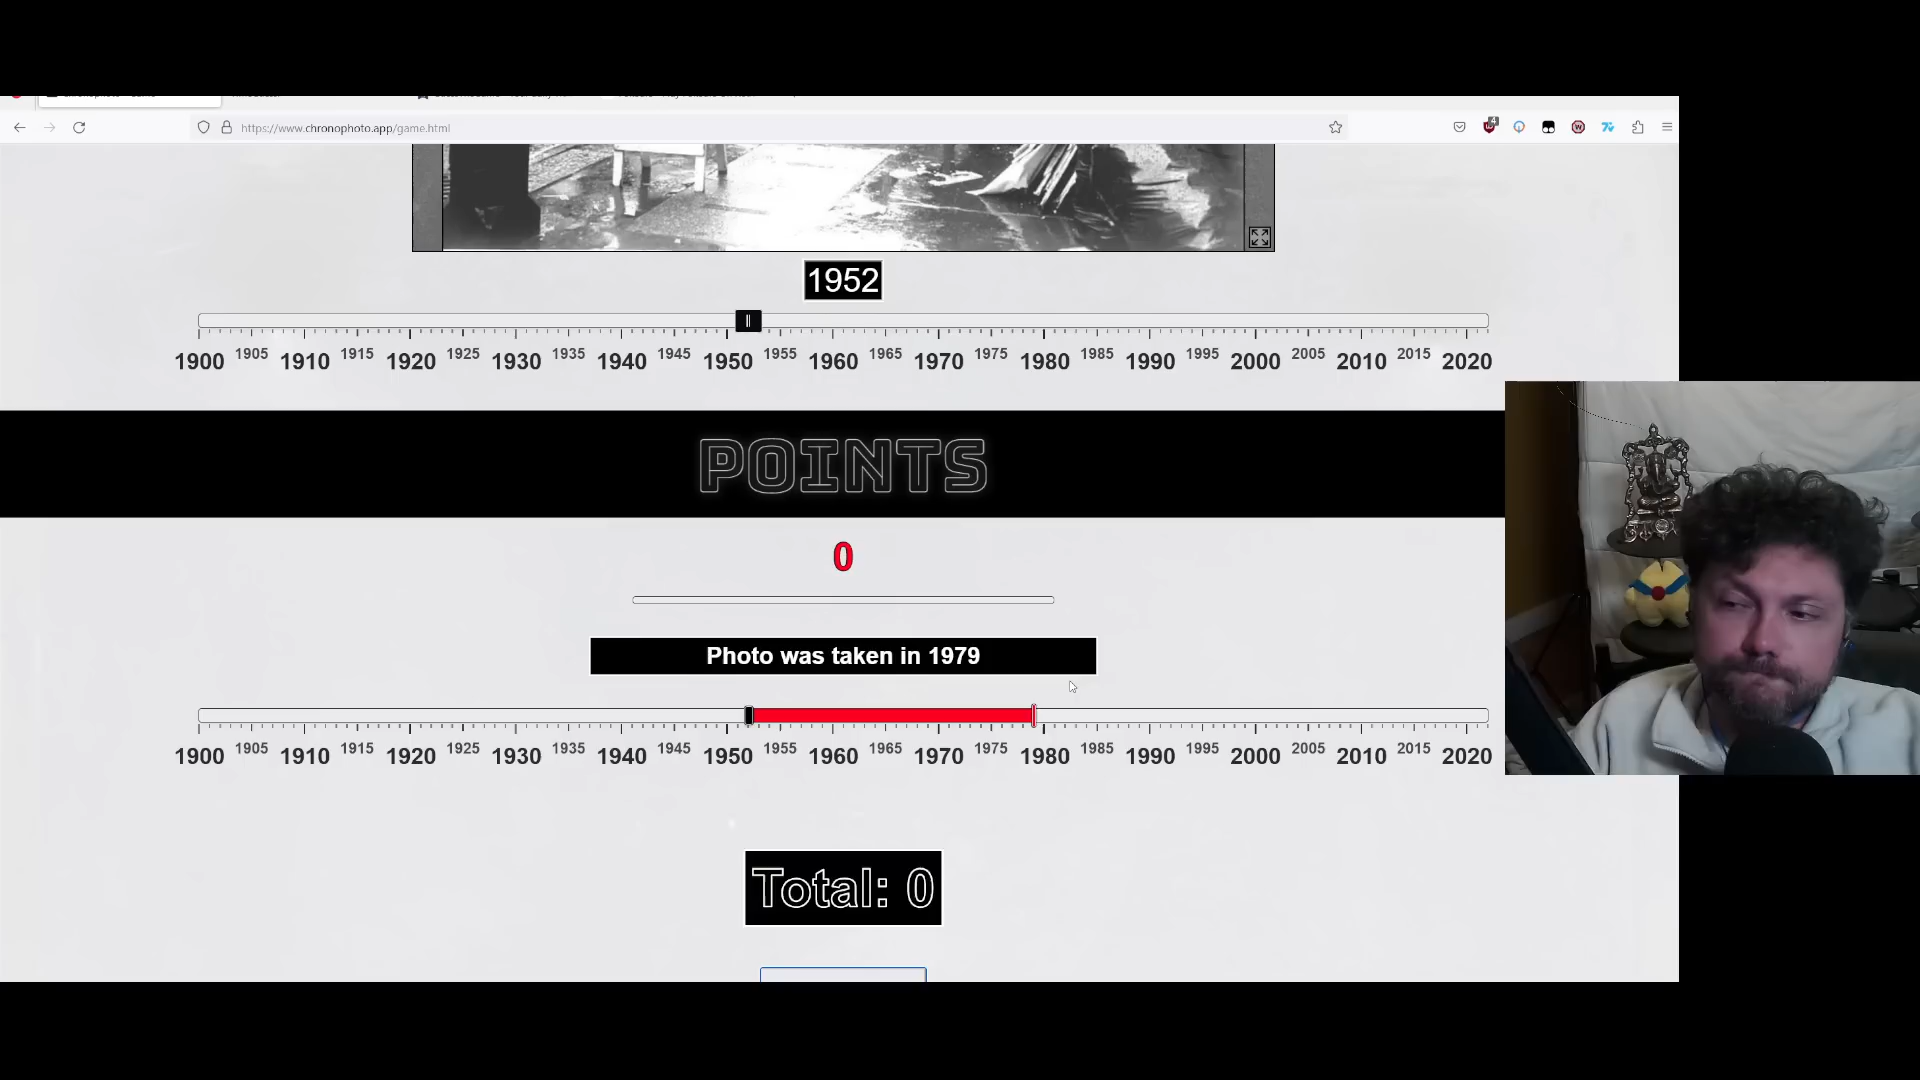 https://www.chronophoto.app/game.html
4
1952
1900 1905 1910 1915 1920 1925 1930 1935 1940 1945 1950 1955 1960 1965 1970 1975 1980 1985 1990 1995 2000 2005 2010 2015 2020
POINTS
0
Photo was taken in 1979
1900 1905 1910 1915 1920 1925 1930 1935 1940 1945 1950 1955 1960 1965 1970 1975 1980 1985 1990 1995 2000 2005 2010 2015 2020
Total: 0